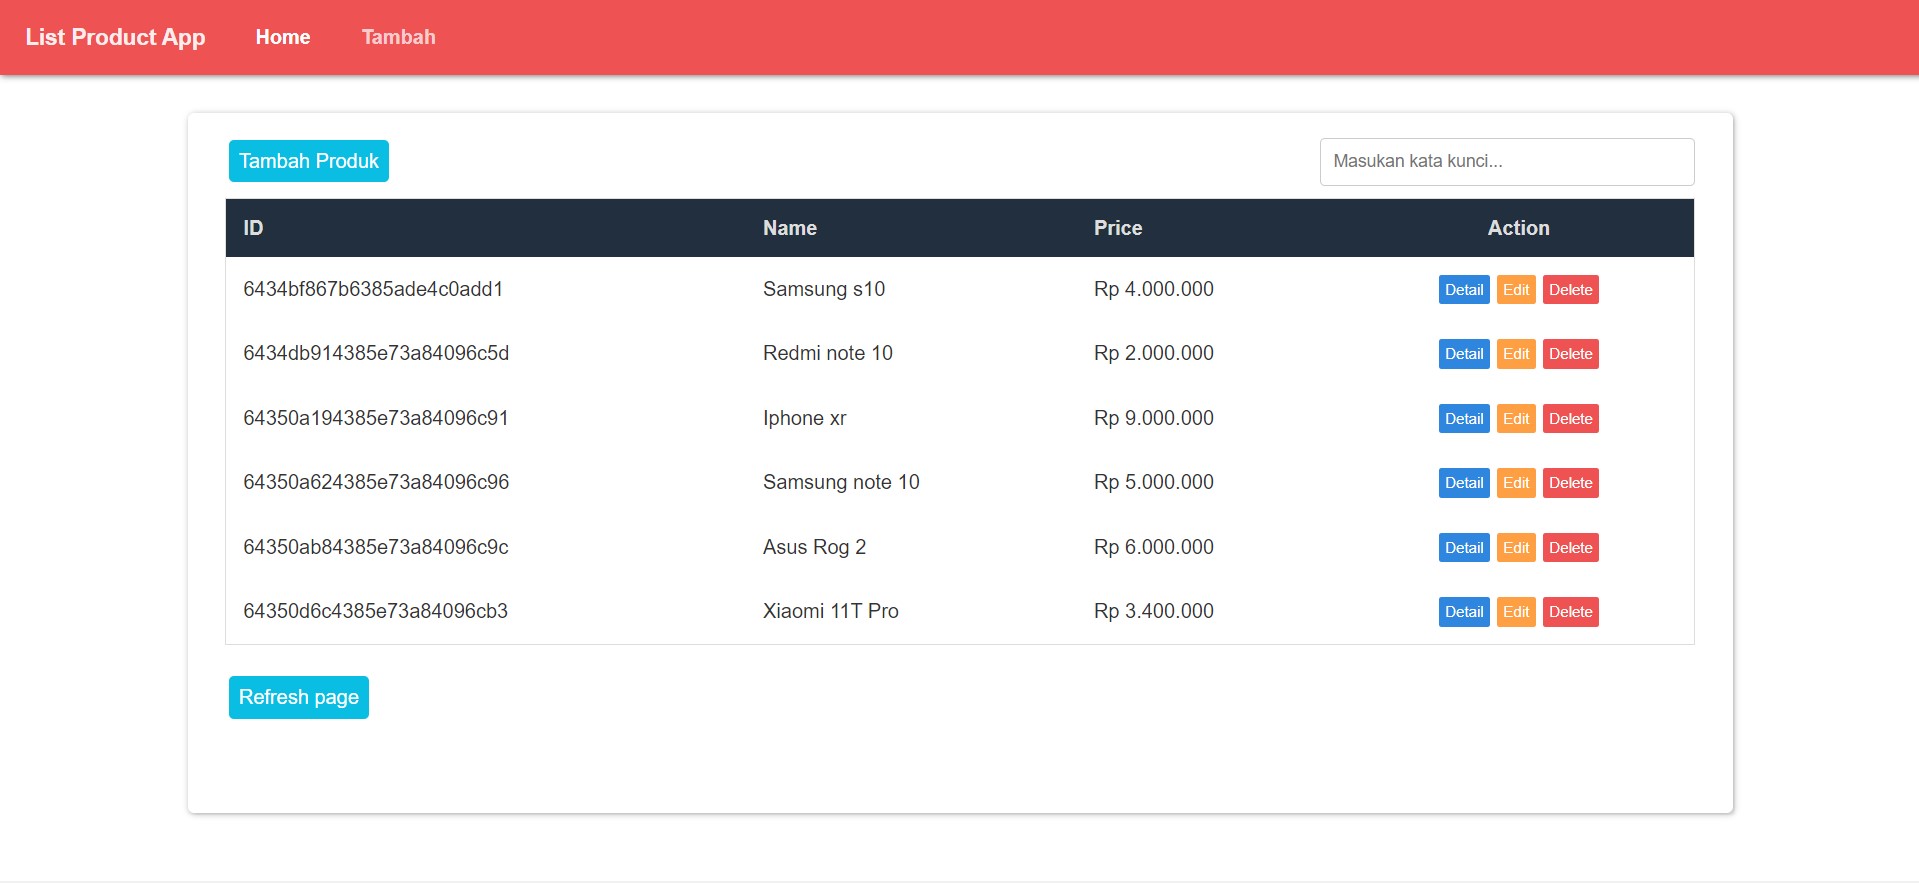 List Product App Home Tambah
Tambah Produk Masukan kata kunci...
ID Name Price Action
6434bf867b6385ade4c0add1 Samsung s10 Rp 4.000.000 Detail Edit Delete
6434db914385e73a84096c5d Redmi note 10 Rp 2.000.000 Detail Edit Delete
64350a194385e73a84096c91 Iphone xr Rp 9.000.000 Detail Edit Delete
64350a624385e73a84096c96 Samsung note 10 Rp 5.000.000 Detail Edit Delete
64350ab84385e73a84096c9c Asus Rog 2 Rp 6.000.000 Detail Edit Delete
64350d6c4385e73a84096cb3 Xiaomi 11T Pro Rp 3.400.000 Detail Edit Delete
Refresh page